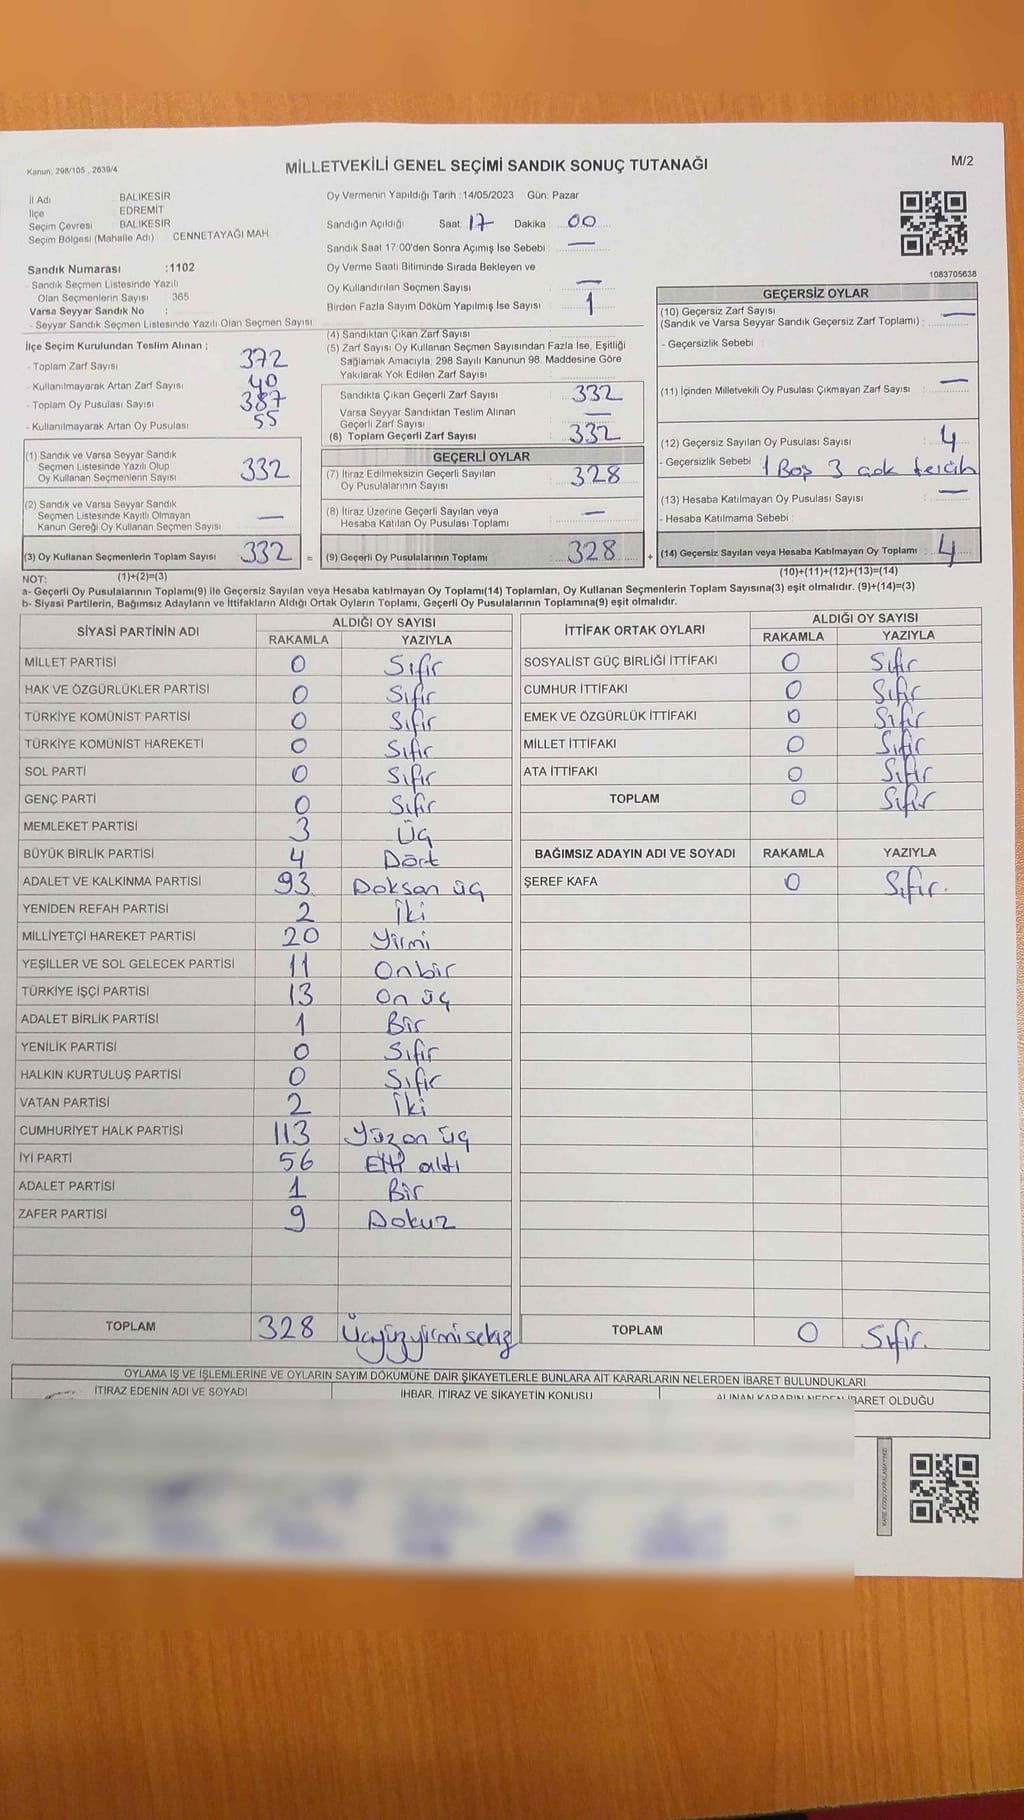 Kanun, 298/105 , 2839/4
MİLLETVEKİLİ GENEL SEÇİMİ SANDIK SONUÇ TUTANAĞI
M/2
İl Adı : BALIKESİR
İlçe : EDREMİT
Seçim Çevresi : BALIKESİR
Seçim Bölgesi (Mahalle Adı) CENNETAYAĞI MAH.
Sandık Numarası :1102
- Sandık Seçmen Listesinde Yazılı
Olan Seçmenlerin Sayısı : 365
Varsa Seyyar Sandık No :
- Seyyar Sandık Seçmen Listesinde Yazılı Olan Seçmen Sayısı:
Oy Vermenin Yapıldığı Tarih :14/05/2023 Gün: Pazar
Sandığın Açıldığı Saat: 17 Dakika : 00
Sandık Saat 17:00'den Sonra Açımış İse Sebebi : —
Oy Verme Saati Bitiminde Sırada Bekleyen ve
Oy Kullandırılan Seçmen Sayısı : —
Birden Fazla Sayım Döküm Yapılmış İse Sayısı : 1
1083705638
İlçe Seçim Kurulundan Teslim Alınan ;
- Toplam Zarf Sayısı : 372
- Kullanılmayarak Artan Zarf Sayısı : 40
- Toplam Oy Pusulası Sayısı : 387
- Kullanılmayarak Artan Oy Pusulası : 55
(1) Sandık ve Varsa Seyyar Sandık
Seçmen Listesinde Yazılı Olup
Oy Kullanan Seçmenlerin Sayısı : 332
(2) Sandık ve Varsa Seyyar Sandık
Seçmen Listesinde Kayıtlı Olmayan
Kanun Gereği Oy Kullanan Seçmen Sayısı : —
(3) Oy Kullanan Seçmenlerin Toplam Sayısı : 332 =
(4) Sandıktan Çıkan Zarf Sayısı :
(5) Zarf Sayısı Oy Kullanan Seçmen Sayısından Fazla İse, Eşitliği
Sağlamak Amacıyla, 298 Sayılı Kanunun 98. Maddesine Göre
Yakılarak Yok Edilen Zarf Sayısı :
Sandıkta Çıkan Geçerli Zarf Sayısı : 332
Varsa Seyyar Sandıktan Teslim Alınan
Geçerli Zarf Sayısı : —
(6) Toplam Geçerli Zarf Sayısı : 332
GEÇERLİ OYLAR
(7) İtiraz Edilmeksizin Geçerli Sayılan
Oy Pusulalarının Sayısı : 328
(8) İtiraz Üzerine Geçerli Sayılan veya
Hesaba Katılan Oy Pusulası Toplamı : —
(9) Geçerli Oy Pusulalarının Toplamı : 328 +
GEÇERSİZ OYLAR
(10) Geçersiz Zarf Sayısı
(Sandık ve Varsa Seyyar Sandık Geçersiz Zarf Toplamı) : —
- Geçersizlik Sebebi :
(11) İçinden Milletvekili Oy Pusulası Çıkmayan Zarf Sayısı : —
(12) Geçersiz Sayılan Oy Pusulası Sayısı : 4
- Geçersizlik Sebebi : 1 Boş 3 çok tercih
(13) Hesaba Katılmayan Oy Pusulası Sayısı : —
- Hesaba Katılmama Sebebi :
(14) Geçersiz Sayılan veya Hesaba Katılmayan Oy Toplamı : 4
NOT: (1)+(2)=(3)
(10)+(11)+(12)+(13)=(14)
a- Geçerli Oy Pusulalarının Toplamı(9) ile Geçersiz Sayılan veya Hesaba katılmayan Oy Toplamı(14) Toplamları, Oy Kullanan Seçmenlerin Toplam Sayısına(3) eşit olmalıdır. (9)+(14)=(3)
b- Siyasi Partilerin, Bağımsız Adayların ve İttifakların Aldığı Ortak Oyların Toplamı, Geçerli Oy Pusulalarının Toplamına(9) eşit olmalıdır.
SİYASİ PARTİNİN ADI ALDIĞI OY SAYISI
RAKAMLA YAZIYLA
MİLLET PARTİSİ 0 Sıfır
HAK VE ÖZGÜRLÜKLER PARTİSİ 0 Sıfır
TÜRKİYE KOMÜNİST PARTİSİ 0 Sıfır
TÜRKİYE KOMÜNİST HAREKETİ 0 Sıfır
SOL PARTİ 0 Sıfır
GENÇ PARTİ 0 Sıfır
MEMLEKET PARTİSİ 3 Üç
BÜYÜK BİRLİK PARTİSİ 4 Dört
ADALET VE KALKINMA PARTİSİ 93 Doksan üç
YENİDEN REFAH PARTİSİ 2 İki
MİLLİYETÇİ HAREKET PARTİSİ 20 Yirmi
YEŞİLLER VE SOL GELECEK PARTİSİ 11 Onbir
TÜRKİYE İŞÇİ PARTİSİ 13 On üç
ADALET BİRLİK PARTİSİ 1 Bir
YENİLİK PARTİSİ 0 Sıfır
HALKIN KURTULUŞ PARTİSİ 0 Sıfır
VATAN PARTİSİ 2 İki
CUMHURİYET HALK PARTİSİ 113 Yüzon üç
İYİ PARTİ 56 Elli altı
ADALET PARTİSİ 1 Bir
ZAFER PARTİSİ 9 Dokuz
TOPLAM 328 Üçyüzyirmisekiz
İTTİFAK ORTAK OYLARI ALDIĞI OY SAYISI
RAKAMLA YAZIYLA
SOSYALİST GÜÇ BİRLİĞİ İTTİFAKI 0 Sıfır
CUMHUR İTTİFAKI 0 Sıfır
EMEK VE ÖZGÜRLÜK İTTİFAKI 0 Sıfır
MİLLET İTTİFAKI 0 Sıfır
ATA İTTİFAKI 0 Sıfır
TOPLAM 0 Sıfır
BAĞIMSIZ ADAYIN ADI VE SOYADI RAKAMLA YAZIYLA
ŞEREF KAFA 0 Sıfır.
TOPLAM 0 Sıfır.
OYLAMA İŞ VE İŞLEMLERİNE VE OYLARIN SAYIM DÖKÜMÜNE DAİR ŞİKAYETLERLE BUNLARA AİT KARARLARIN NELERDEN İBARET BULUNDUKLARI
İTİRAZ EDENİN ADI VE SOYADI İHBAR, İTİRAZ VE ŞİKAYETİN KONUSU ALINAN KARARIN NEDEN İBARET OLDUĞU